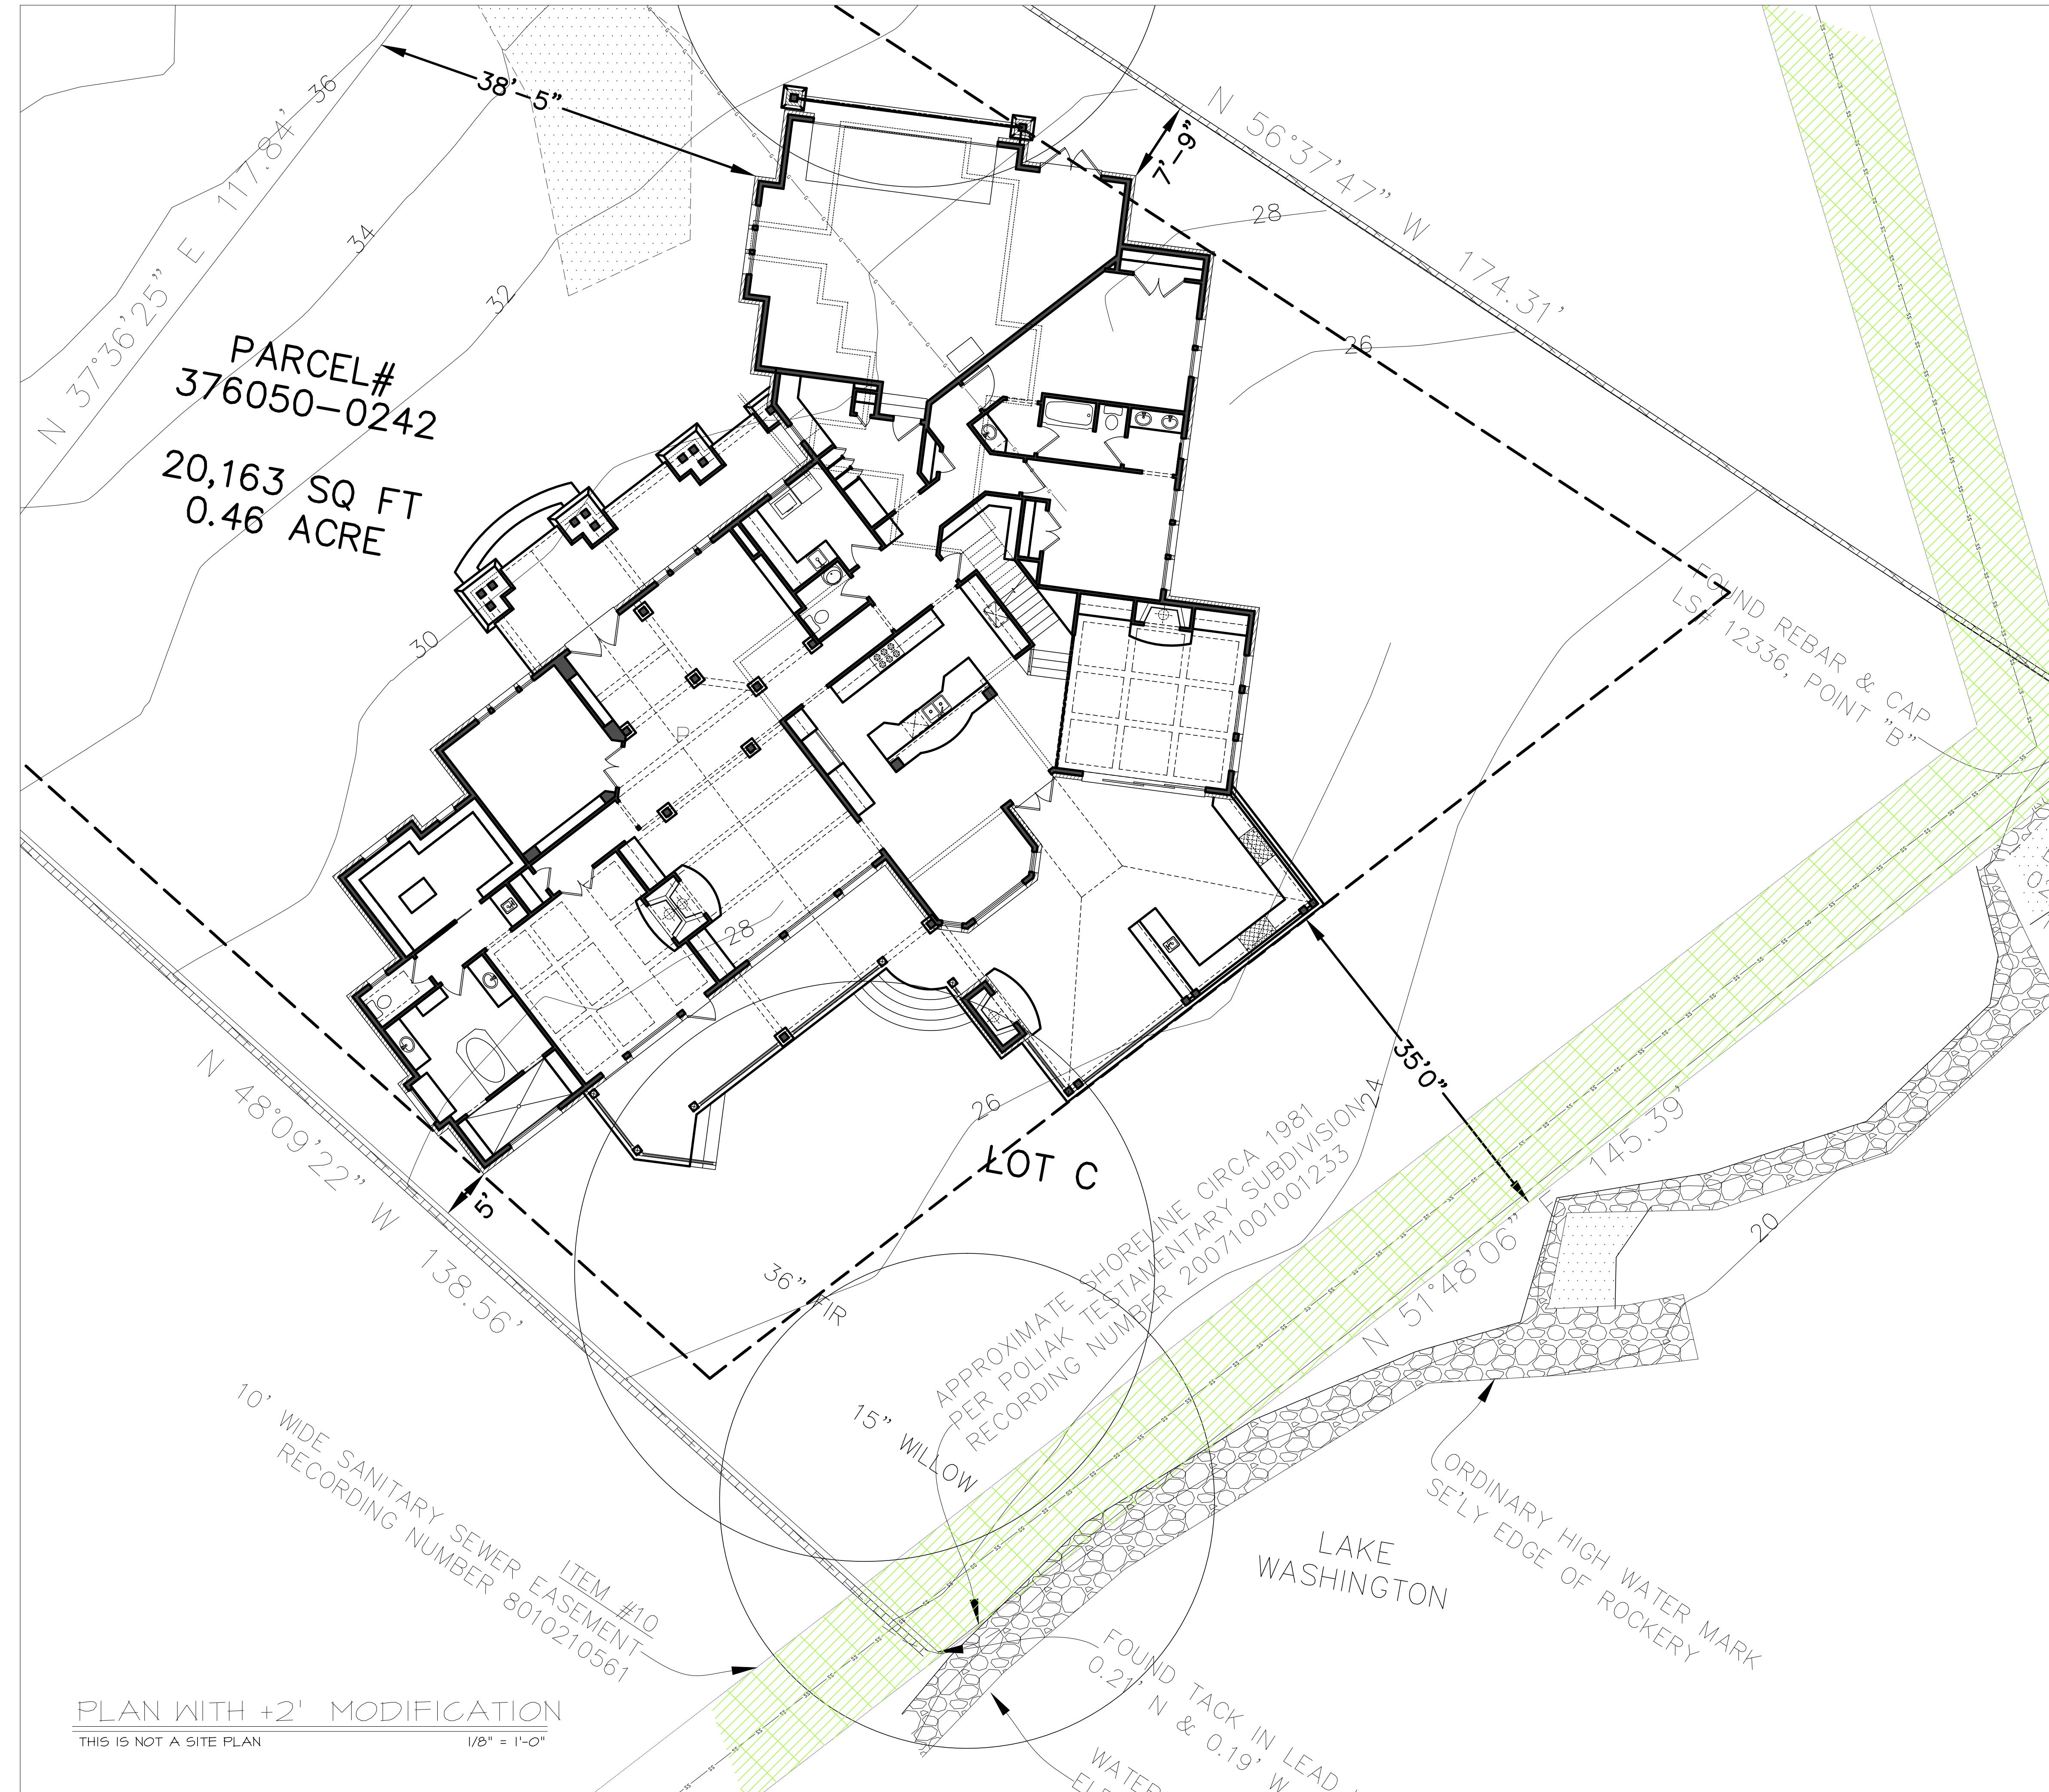 38'-5"
7'-9"
N 56°37'47" W 174.31'
N 37°36'25" E 117.84'
36
34
32
30
28
26
PARCEL#
376050-0242
20,163 SQ FT
0.46 ACRE
FOUND REBAR & CAP
LS# 12336, POINT "B"
28
26
24
20
35'0"
5'
LOT C
N 48°09'22" W 138.56'
36" FIR
15" WILLOW
APPROXIMATE SHORELINE CIRCA 1981
PER POLIAK TESTAMENTARY SUBDIVISION
RECORDING NUMBER 20071001001233
N 51°48'06" E 145.39'
ITEM #10
10' WIDE SANITARY SEWER EASEMENT
RECORDING NUMBER 8010210561
ORDINARY HIGH WATER MARK
SE'LY EDGE OF ROCKERY
LAKE
WASHINGTON
FOUND TACK IN LEAD
0.21' N & 0.19' W
WATER
PLAN WITH +2' MODIFICATION
THIS IS NOT A SITE PLAN
1/8" = 1'-0"